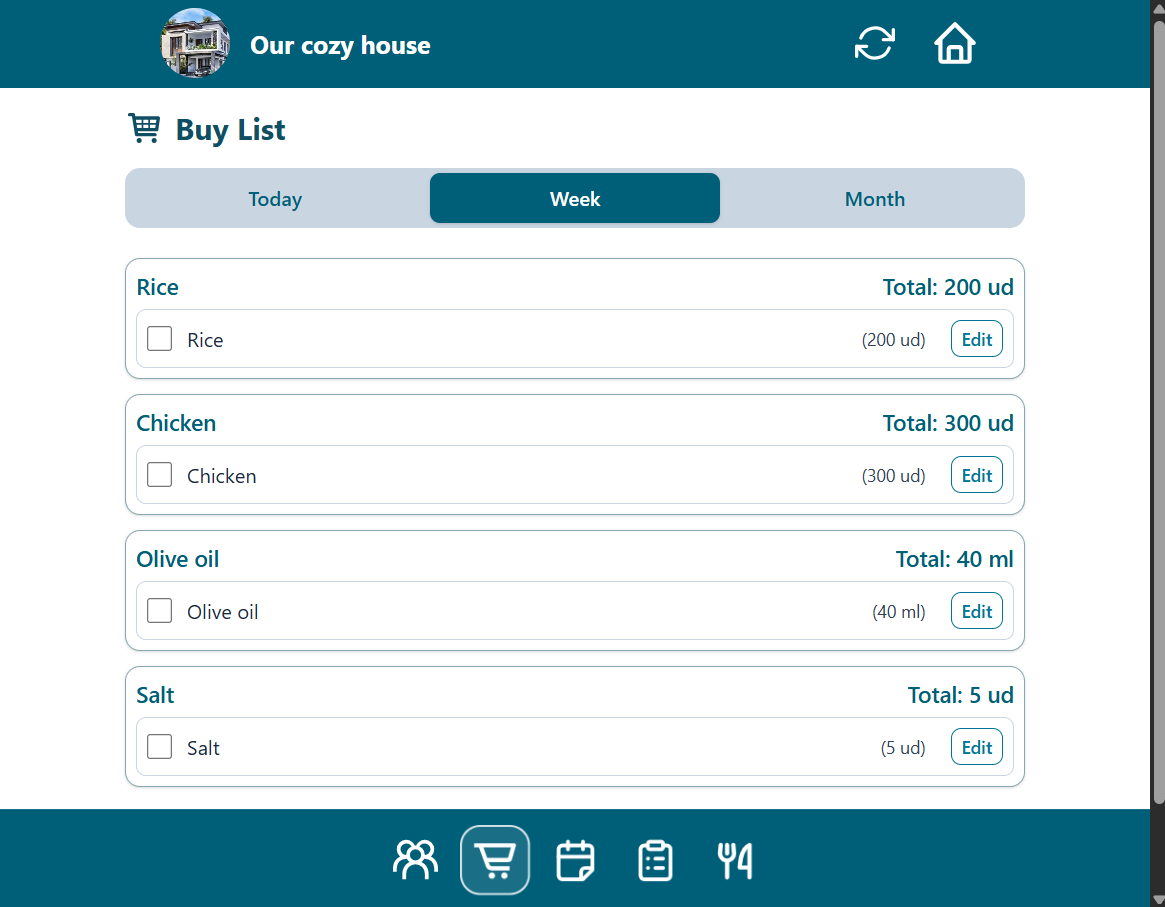 Our cozy house
Buy List
Today Week Month
Rice Total: 200 ud
Rice (200 ud) Edit
Chicken Total: 300 ud
Chicken (300 ud) Edit
Olive oil Total: 40 ml
Olive oil (40 ml) Edit
Salt Total: 5 ud
Salt (5 ud) Edit